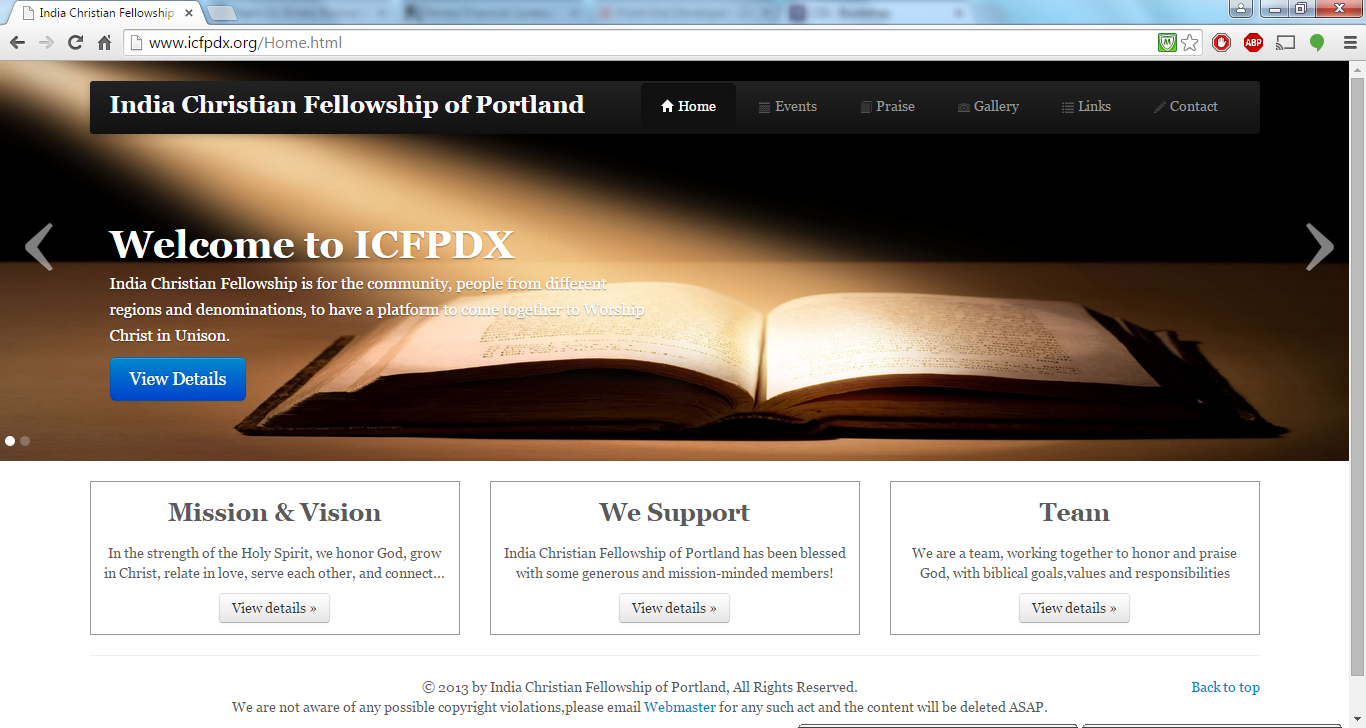 India Christian Fellowship
www.icfpdx.org/Home.html
ABP
India Christian Fellowship of Portland
Home
Events
Praise
Gallery
Links
Contact
Welcome to ICFPDX
India Christian Fellowship is for the community, people from different
regions and denominations, to have a platform to come together to Worship
Christ in Unison.
View Details
Mission & Vision
In the strength of the Holy Spirit, we honor God, grow
in Christ, relate in love, serve each other, and connect...
View details »
We Support
India Christian Fellowship of Portland has been blessed
with some generous and mission-minded members!
View details »
Team
We are a team, working together to honor and praise
God, with biblical goals,values and responsibilities
View details »
© 2013 by India Christian Fellowship of Portland, All Rights Reserved.
Back to top
We are not aware of any possible copyright violations,please email Webmaster for any such act and the content will be deleted ASAP.